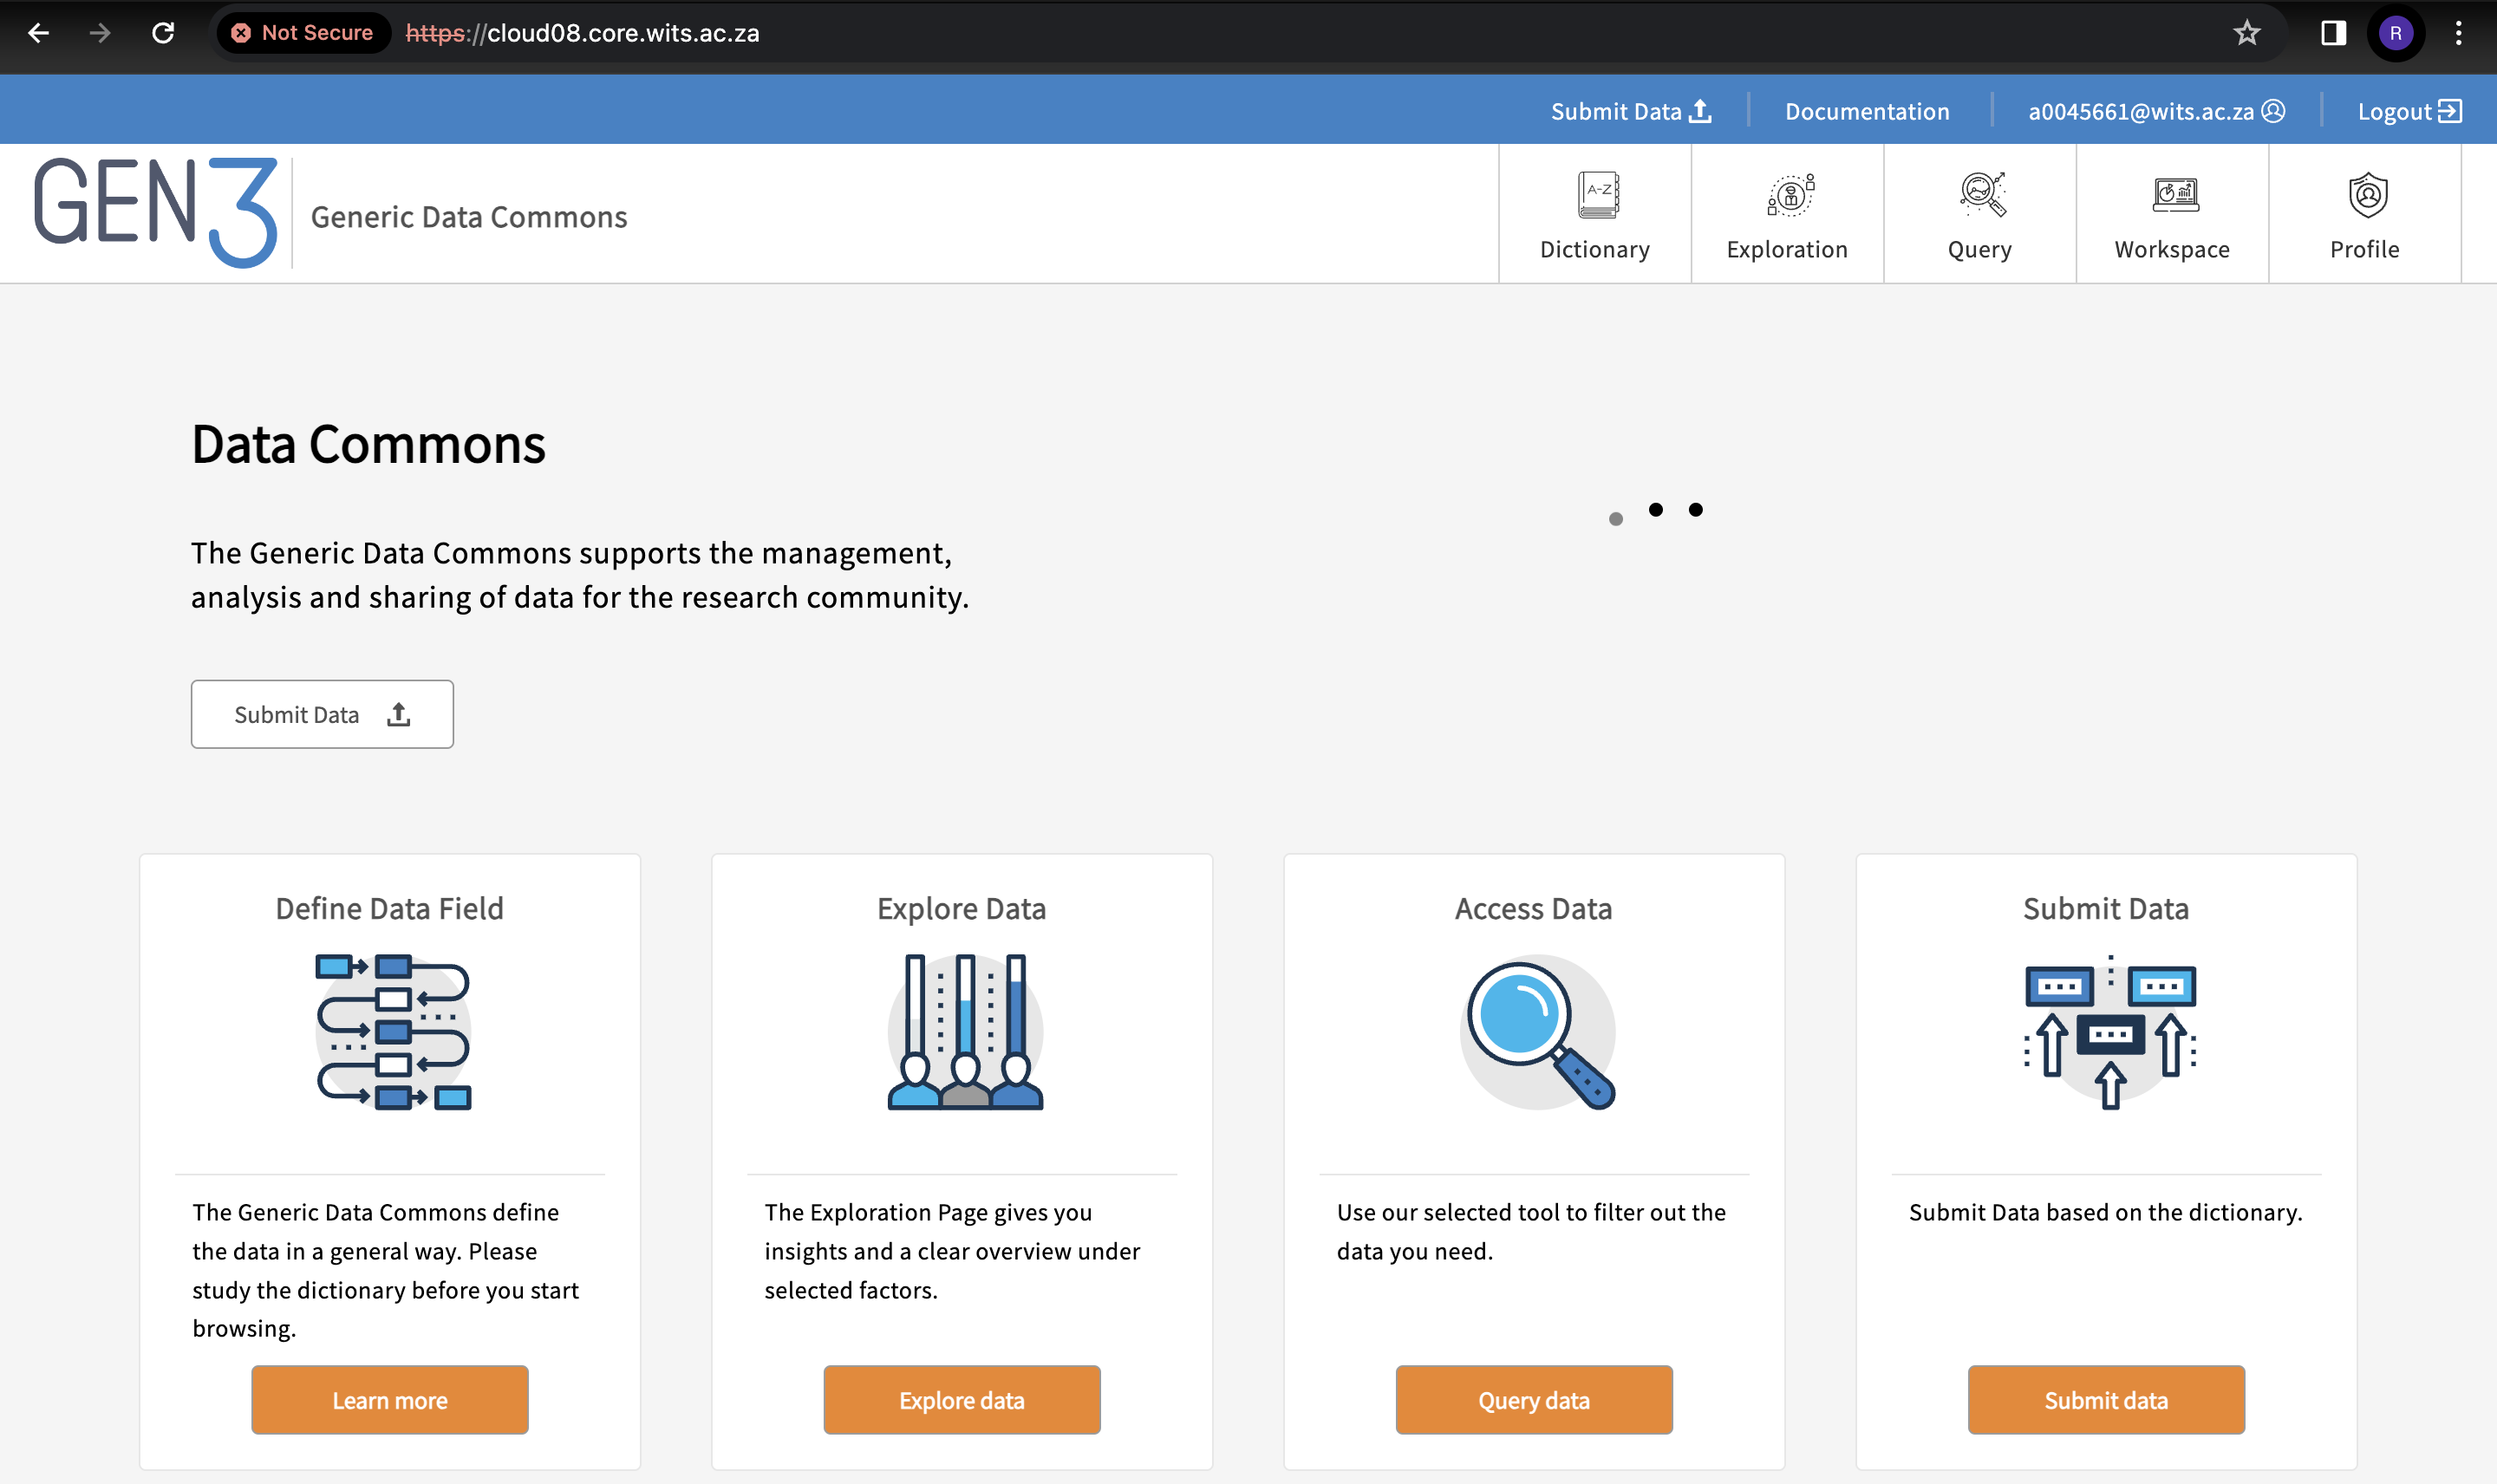 Not Secure https://cloud08.core.wits.ac.za
R
Submit Data
Documentation
a0045661@wits.ac.za
Logout
GEN3
Generic Data Commons
A-Z
Dictionary
Exploration
Query
Workspace
Profile
Data Commons
The Generic Data Commons supports the management,
analysis and sharing of data for the research community.
Submit Data
Define Data Field
The Generic Data Commons define
the data in a general way. Please
study the dictionary before you start
browsing.
Learn more
Explore Data
The Exploration Page gives you
insights and a clear overview under
selected factors.
Explore data
Access Data
Use our selected tool to filter out the
data you need.
Query data
Submit Data
Submit Data based on the dictionary.
Submit data